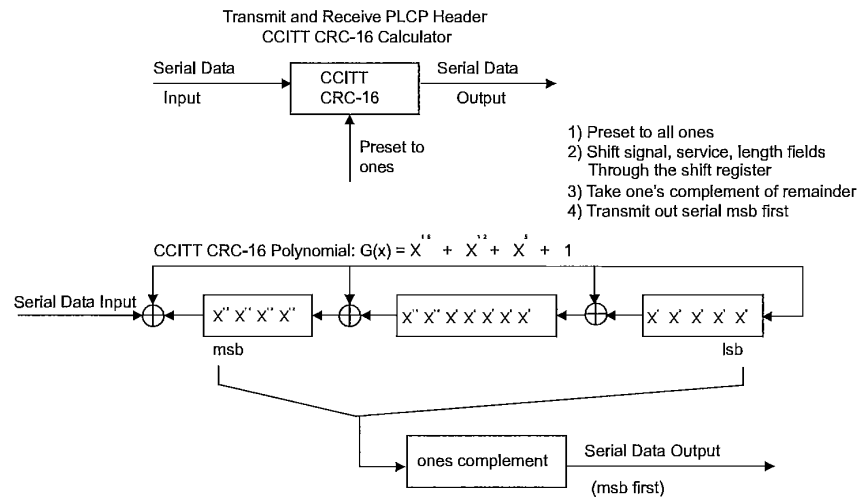 Transmit and Receive PLCP Header
CCITT CRC-16 Calculator
Serial Data
Input
CCITT
CRC-16
Serial Data
Output
Preset to
ones
1) Preset to all ones
2) Shift signal, service, length fields
Through the shift register
3) Take one's complement of remainder
4) Transmit out serial msb first
CCITT CRC-16 Polynomial: G(x) = X¹⁶ + X¹² + X⁵ + 1
Serial Data Input
X X X X
X X X X X X X
X X X X X
msb
lsb
ones complement
Serial Data Output
(msb first)